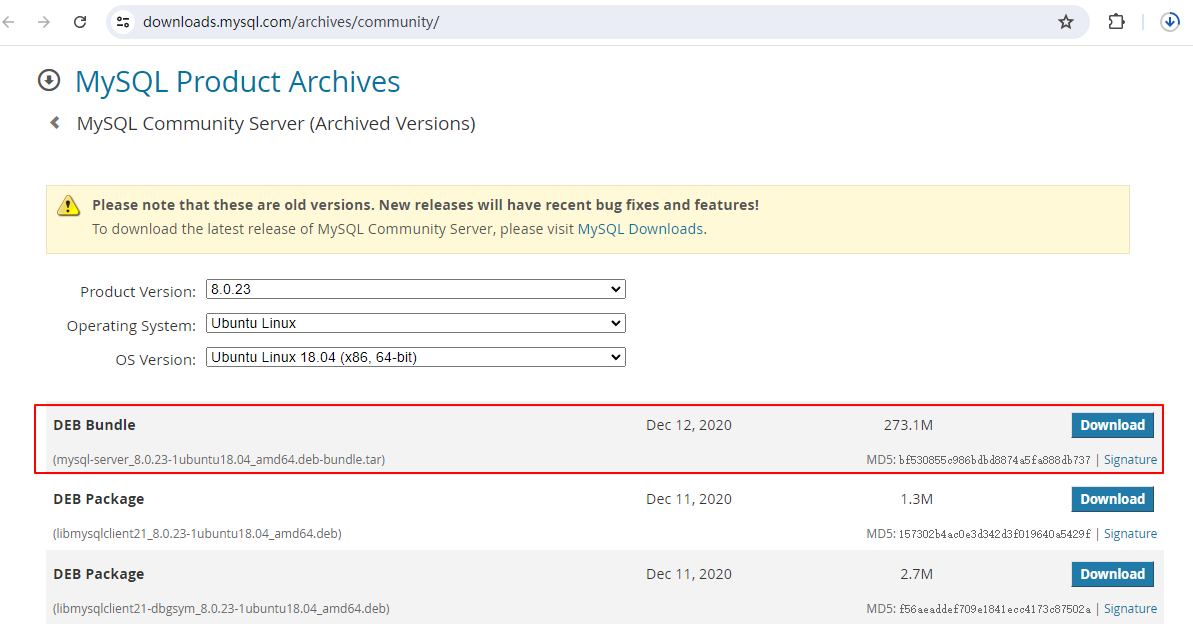 downloads.mysql.com/archives/community/
MySQL Product Archives
MySQL Community Server (Archived Versions)
Please note that these are old versions. New releases will have recent bug fixes and features!
To download the latest release of MySQL Community Server, please visit MySQL Downloads.
Product Version: 8.0.23
Operating System: Ubuntu Linux
OS Version: Ubuntu Linux 18.04 (x86, 64-bit)
DEB Bundle Dec 12, 2020 273.1M Download
(mysql-server_8.0.23-1ubuntu18.04_amd64.deb-bundle.tar) MD5: bf530855c986bdbd8874a5fa888db737 | Signature
DEB Package Dec 11, 2020 1.3M Download
(libmysqlclient21_8.0.23-1ubuntu18.04_amd64.deb) MD5: 157302b4ac0e3d342d3f019640a5429f | Signature
DEB Package Dec 11, 2020 2.7M Download
(libmysqlclient21-dbgsym_8.0.23-1ubuntu18.04_amd64.deb) MD5: f56aeaddef709e1841ecc4173c87502a | Signature